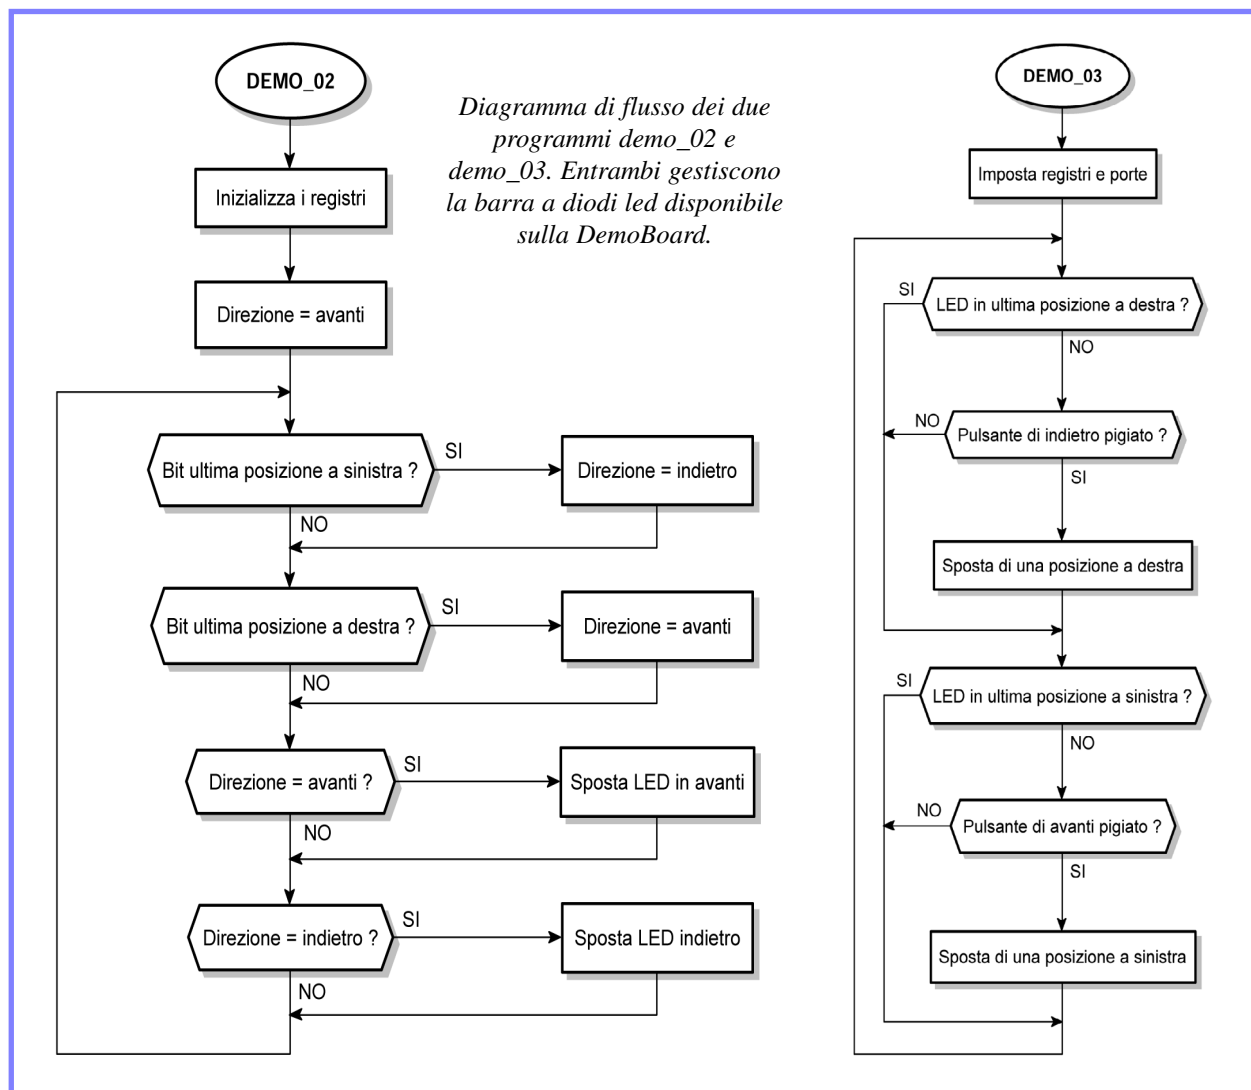 DEMO_02
Inizializza i registri
Direzione = avanti
Bit ultima posizione a sinistra ?
SI
Direzione = indietro
NO
Bit ultima posizione a destra ?
SI
Direzione = avanti
NO
Direzione = avanti ?
SI
Sposta LED in avanti
NO
Direzione = indietro ?
SI
Sposta LED indietro
NO
Diagramma di flusso dei due
programmi demo_02 e
demo_03. Entrambi gestiscono
la barra a diodi led disponibile
sulla DemoBoard.
DEMO_03
Imposta registri e porte
SI
LED in ultima posizione a destra ?
NO
NO
Pulsante di indietro pigiato ?
SI
Sposta di una posizione a destra
SI
LED in ultima posizione a sinistra ?
NO
NO
Pulsante di avanti pigiato ?
SI
Sposta di una posizione a sinistra